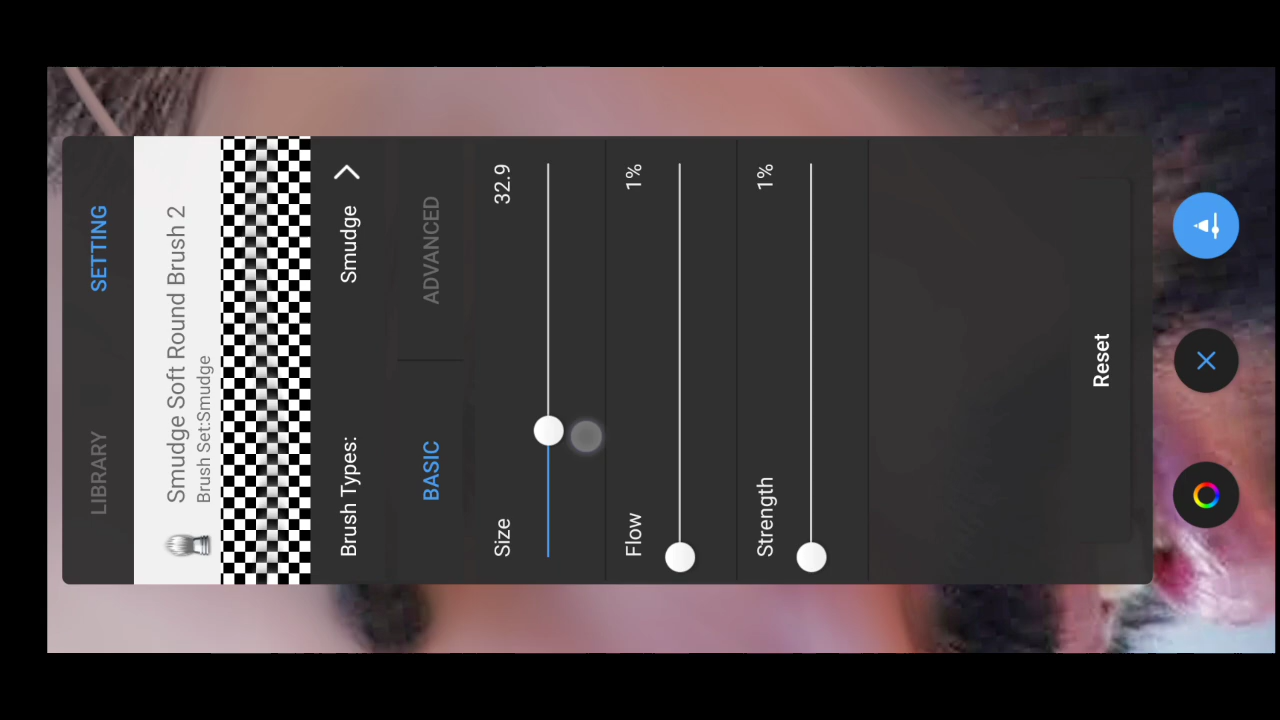 LIBRARY SETTING
Smudge Soft Round Brush 2
Brush Set:Smudge
Brush Types: Smudge
BASIC ADVANCED
Size 32.9
Flow 1%
Strength 1%
Reset